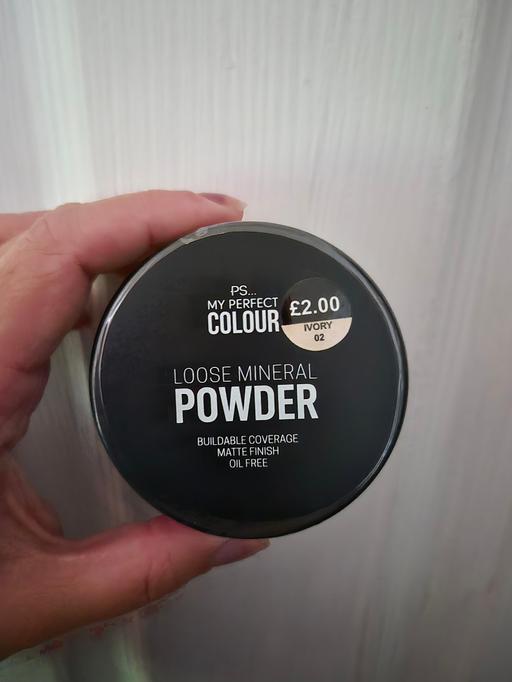 PS...
MY PERFECT
COLOUR
£2.00
IVORY
02
LOOSE MINERAL
POWDER
BUILDABLE COVERAGE
MATTE FINISH
OIL FREE